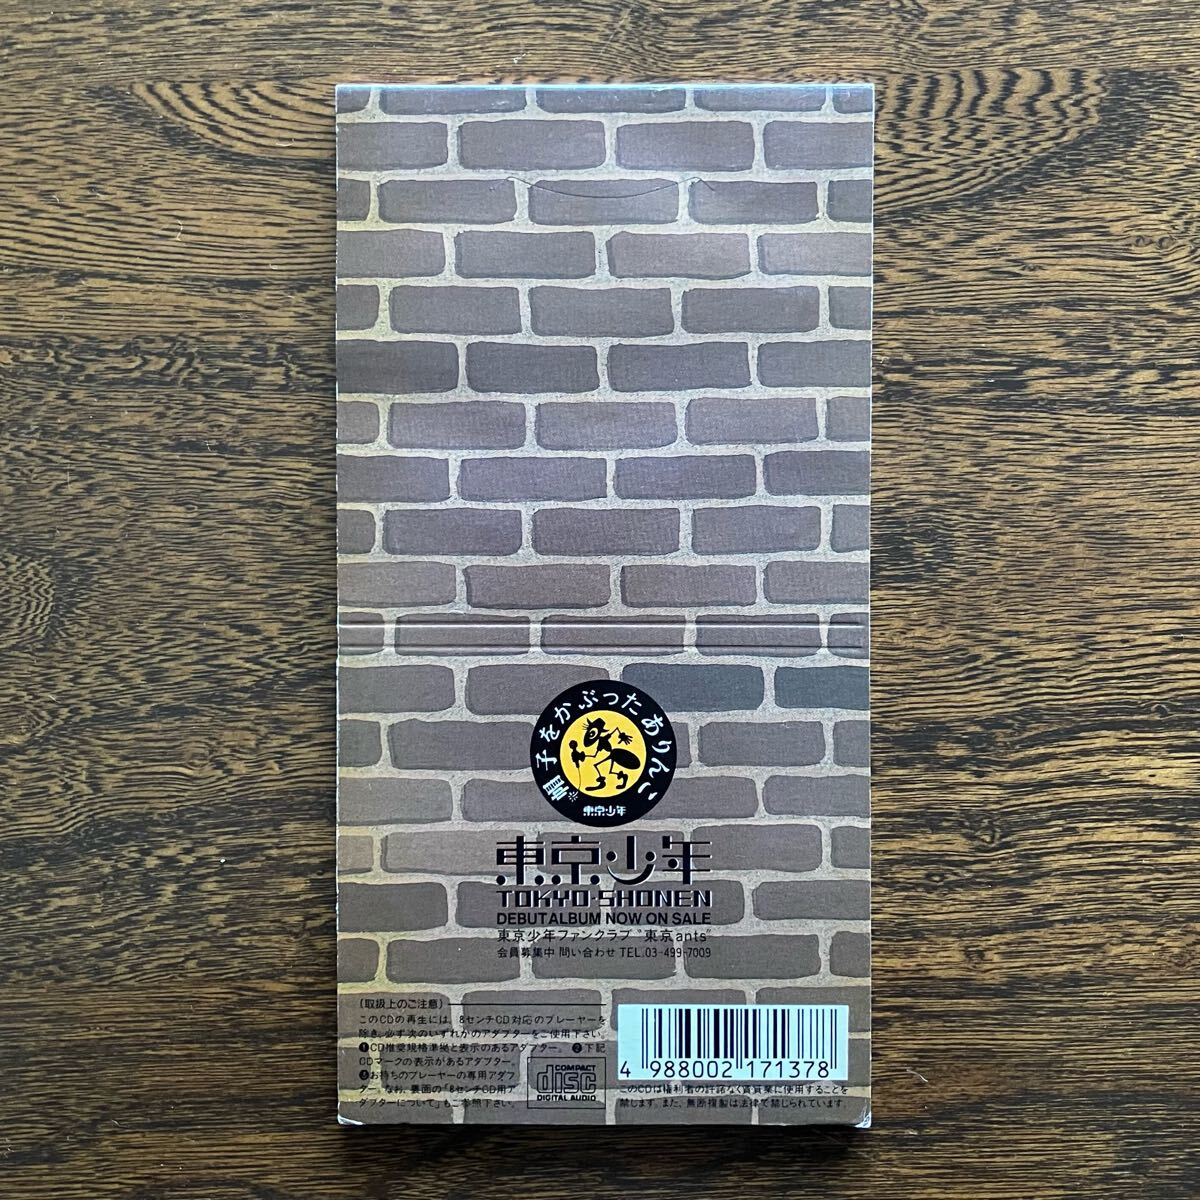 帽子をかぶったありんこ
東京少年
東京少年
TOKYO·SHONEN
DEBUT ALBUM NOW ON SALE
東京少年ファンクラブ“東京ants”
会員募集中 問い合わせ TEL.03-499-7009
(取扱上のご注意)
このCDの再生には、8センチCD対応のプレーヤーを
除き、必ず次のいずれかのアダプターをご使用下さい。
❶CD推奨規格準拠と表示のあるアダプター。❷下記
CDマークの表示があるアダプター。
❸お持ちのプレーヤーの専用アダプ
ター。なお、裏面の「8センチCD用ア
ダプターについて」もご参照下さい。
COMPACT
disc
DIGITAL AUDIO
4 988002 171378
このCDは権利者の許諾なく賃貸業に使用することを
禁じます。また、無断複製は法律で禁じられています。